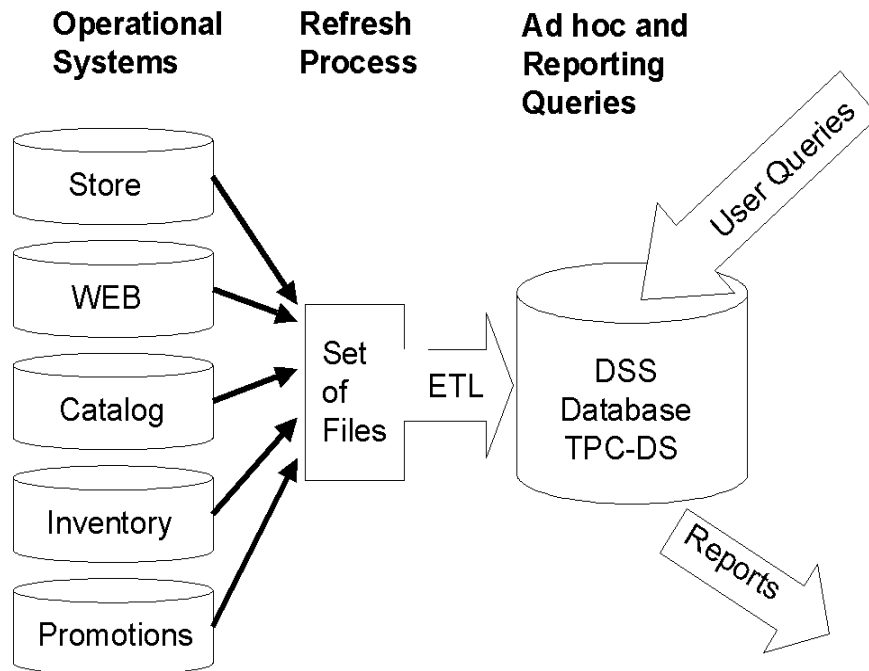 Operational
Systems
Refresh
Process
Ad hoc and
Reporting
Queries
Store
WEB
Catalog
Inventory
Promotions
Set
of
Files
ETL
DSS
Database
TPC-DS
User Queries
Reports